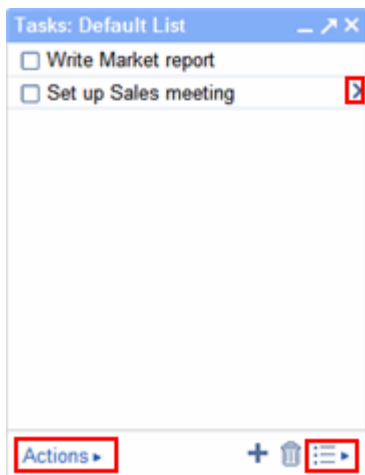 Tasks: Default List
Write Market report
Set up Sales meeting
Actions